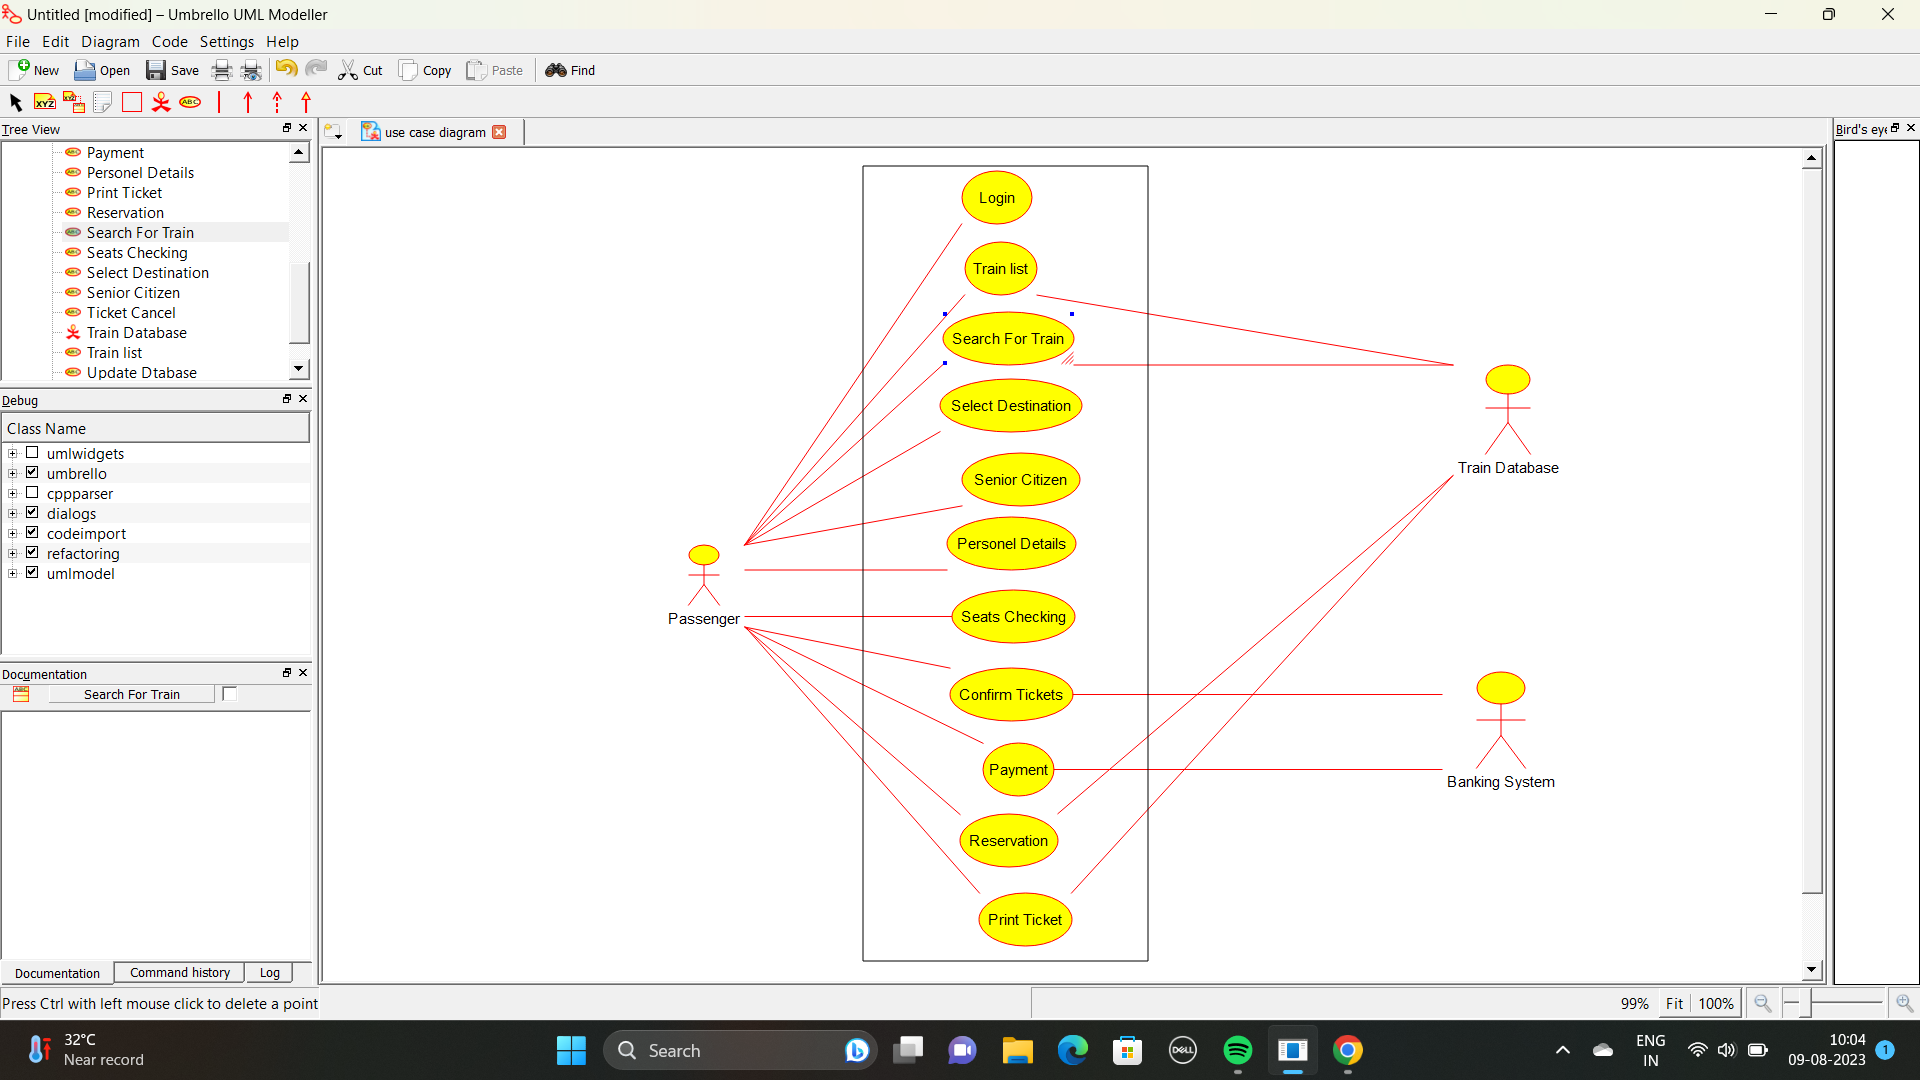 Untitled [modified] – Umbrello UML Modeller
File Edit Diagram Code Settings Help
New Open Save Cut Copy Paste Find
XYZ XYZ ABC
Tree View
Payment
Personel Details
Print Ticket
Reservation
Search For Train
Seats Checking
Select Destination
Senior Citizen
Ticket Cancel
Train Database
Train list
Update Dtabase
Debug
Class Name
umlwidgets
umbrello
cppparser
dialogs
codeimport
refactoring
umlmodel
Documentation
Search For Train
Documentation Command history Log
Press Ctrl with left mouse click to delete a point
use case diagram
Login
Train list
Search For Train
Select Destination
Senior Citizen
Personel Details
Seats Checking
Confirm Tickets
Payment
Reservation
Print Ticket
Passenger
Train Database
Banking System
Bird's eye
99% Fit 100%
32°C
Near record
Search
DELL
ENG
IN
10:04
09-08-2023
1